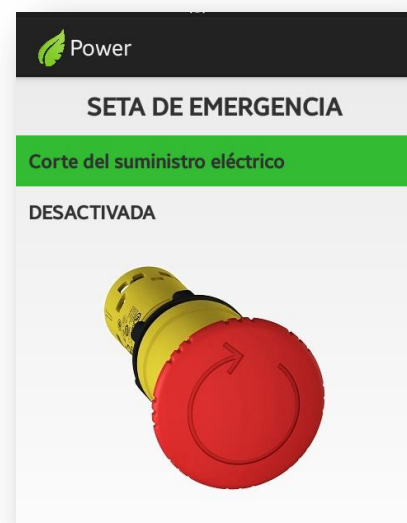 Power
SETA DE EMERGENCIA
Corte del suministro eléctrico
DESACTIVADA